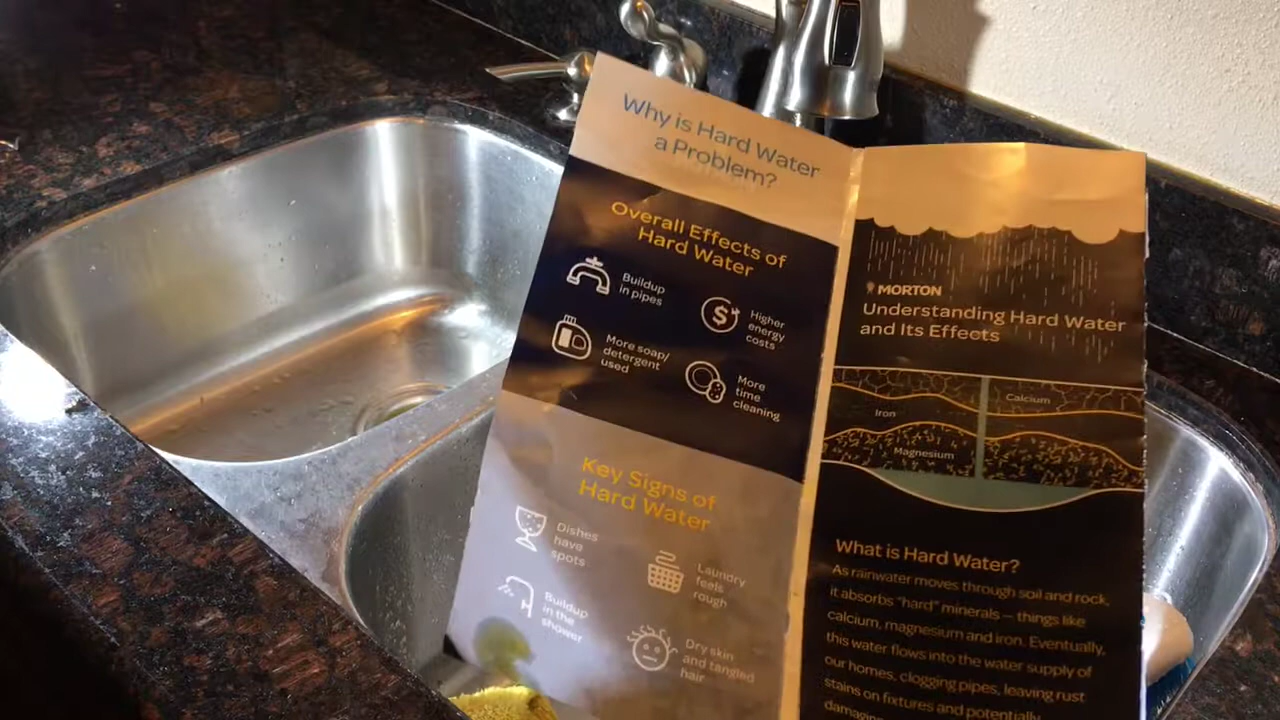 Why is Hard Water
a Problem?
Overall Effects of
Hard Water
Buildup
in pipes
Higher
energy
costs
More soap/
detergent
used
More
time
cleaning
Key Signs of
Hard Water
Dishes
have
spots
Laundry
feels
rough
Buildup
in the
shower
Dry skin
and tangled
hair
MORTON
Understanding Hard Water
and Its Effects
Calcium
Iron
Magnesium
What is Hard Water?
As rainwater moves through soil and rock,
it absorbs "hard" minerals – things like
calcium, magnesium and iron. Eventually,
this water flows into the water supply of
our homes, clogging pipes, leaving rust
stains on fixtures and potentially
damaging